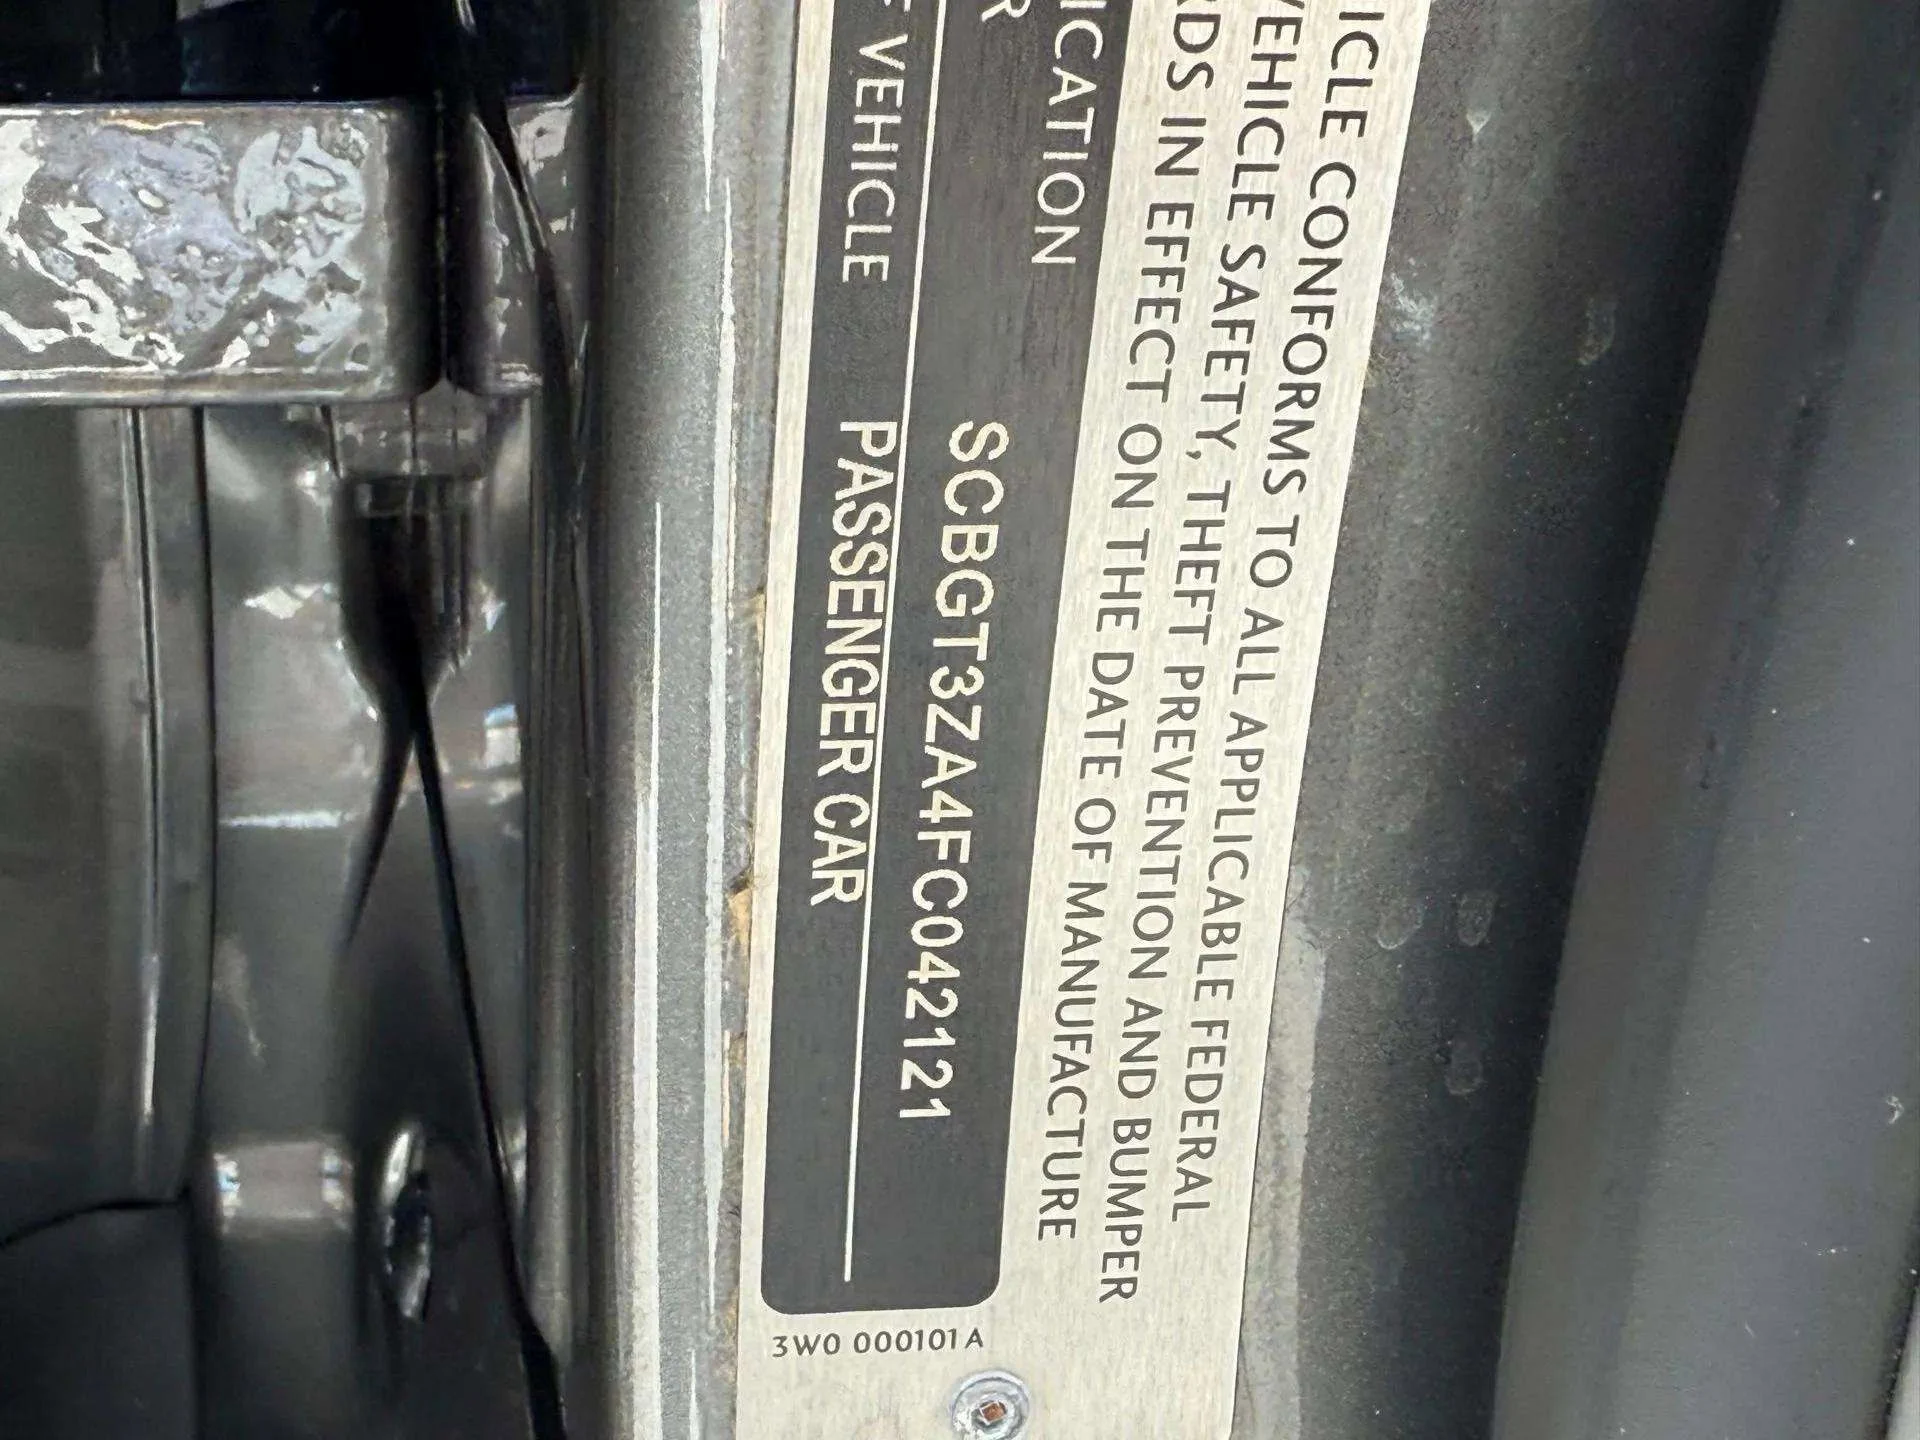 ICLE CONFORMS TO ALL APPLICABLE FEDERAL
VEHICLE SAFETY, THEFT PREVENTION AND BUMPER
RDS IN EFFECT ON THE DATE OF MANUFACTURE
ICATION
R
SCBGT3ZA4FC042121
F VEHICLE
PASSENGER CAR
3W0 000101A